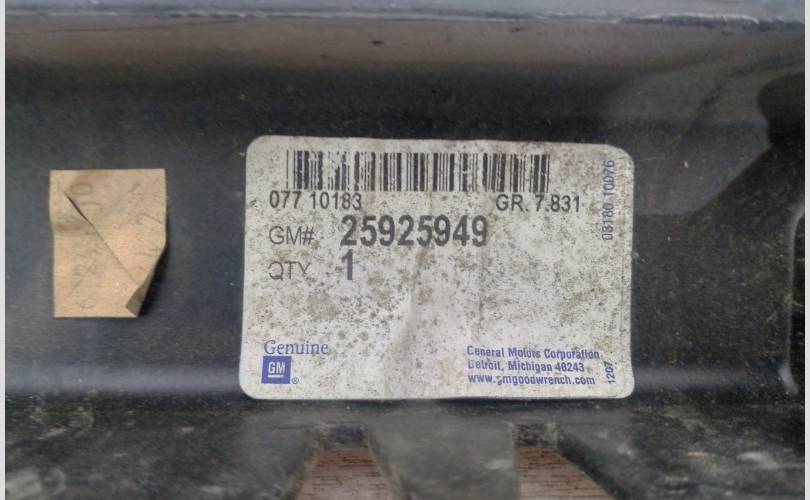 077 10183 GR. 7.831
GM# 25925949
QTY 1
Genuine
GM®
General Motors Corporation
Detroit, Michigan 48243
www.gmgoodwrench.com
08180 10076
1207